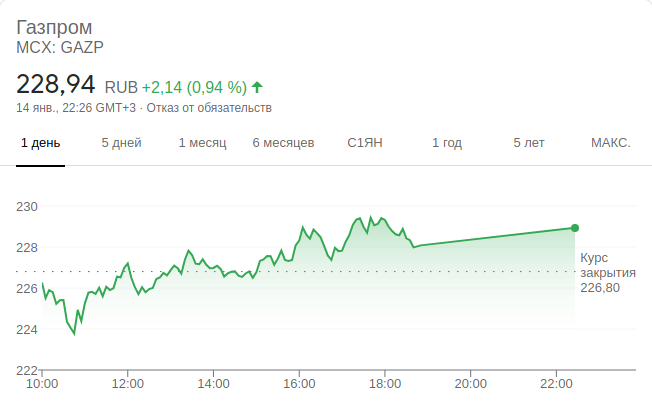 Газпром
MCX: GAZP
228,94 RUB +2,14 (0,94 %)
14 янв., 22:26 GMT+3 · Отказ от обязательств
1 день 5 дней 1 месяц 6 месяцев С1ЯН 1 год 5 лет МАКС.
230
228
Курс
закрытия
226,80
226
224
222
10:00 12:00 14:00 16:00 18:00 20:00 22:00